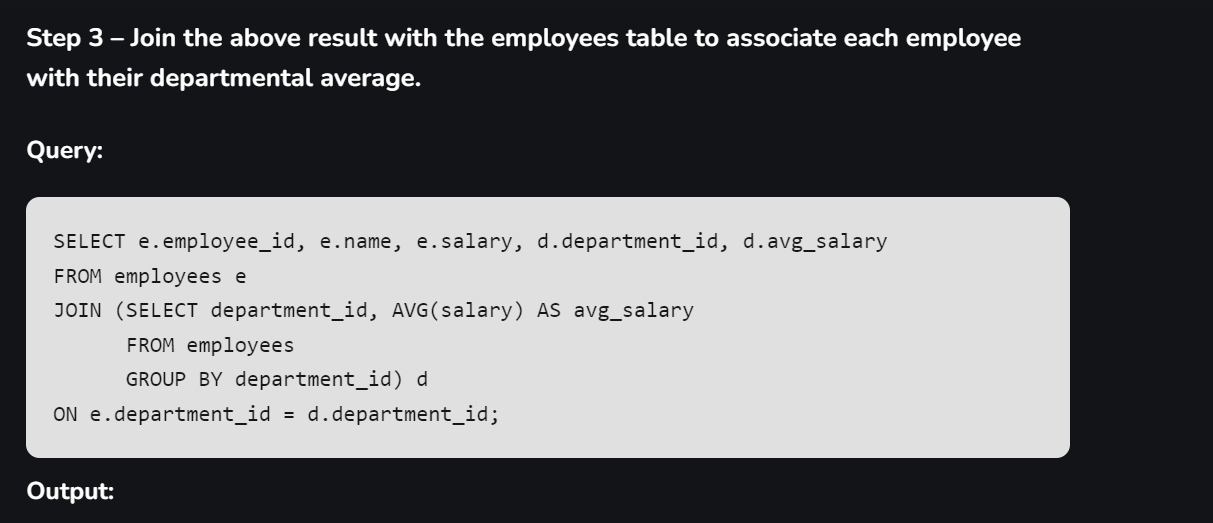 Step 3 – Join the above result with the employees table to associate each employee
with their departmental average.
Query:
SELECT e.employee_id, e.name, e.salary, d.department_id, d.avg_salary
FROM employees e
JOIN (SELECT department_id, AVG(salary) AS avg_salary
      FROM employees
      GROUP BY department_id) d
ON e.department_id = d.department_id;
Output: